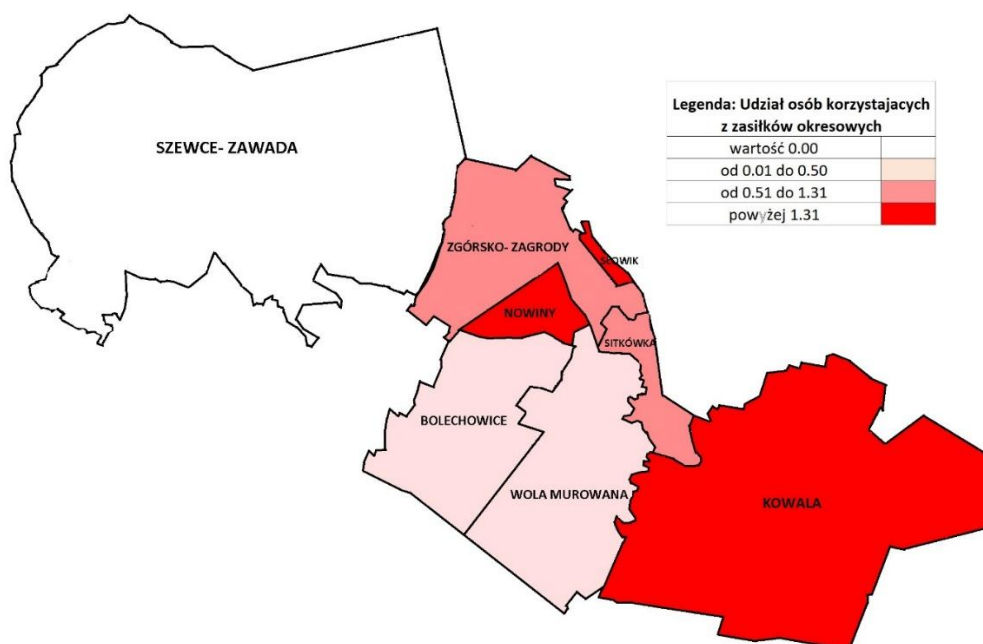 Legenda: Udział osób korzystajacych
z zasiłków okresowych
wartość 0.00
od 0.01 do 0.50
od 0.51 do 1.31
powyżej 1.31
SZEWCE- ZAWADA
ZGÓRSKO- ZAGRODY
SŁOWIK
NOWINY
SITKÓWKA
BOLECHOWICE
WOLA MUROWANA
KOWALA